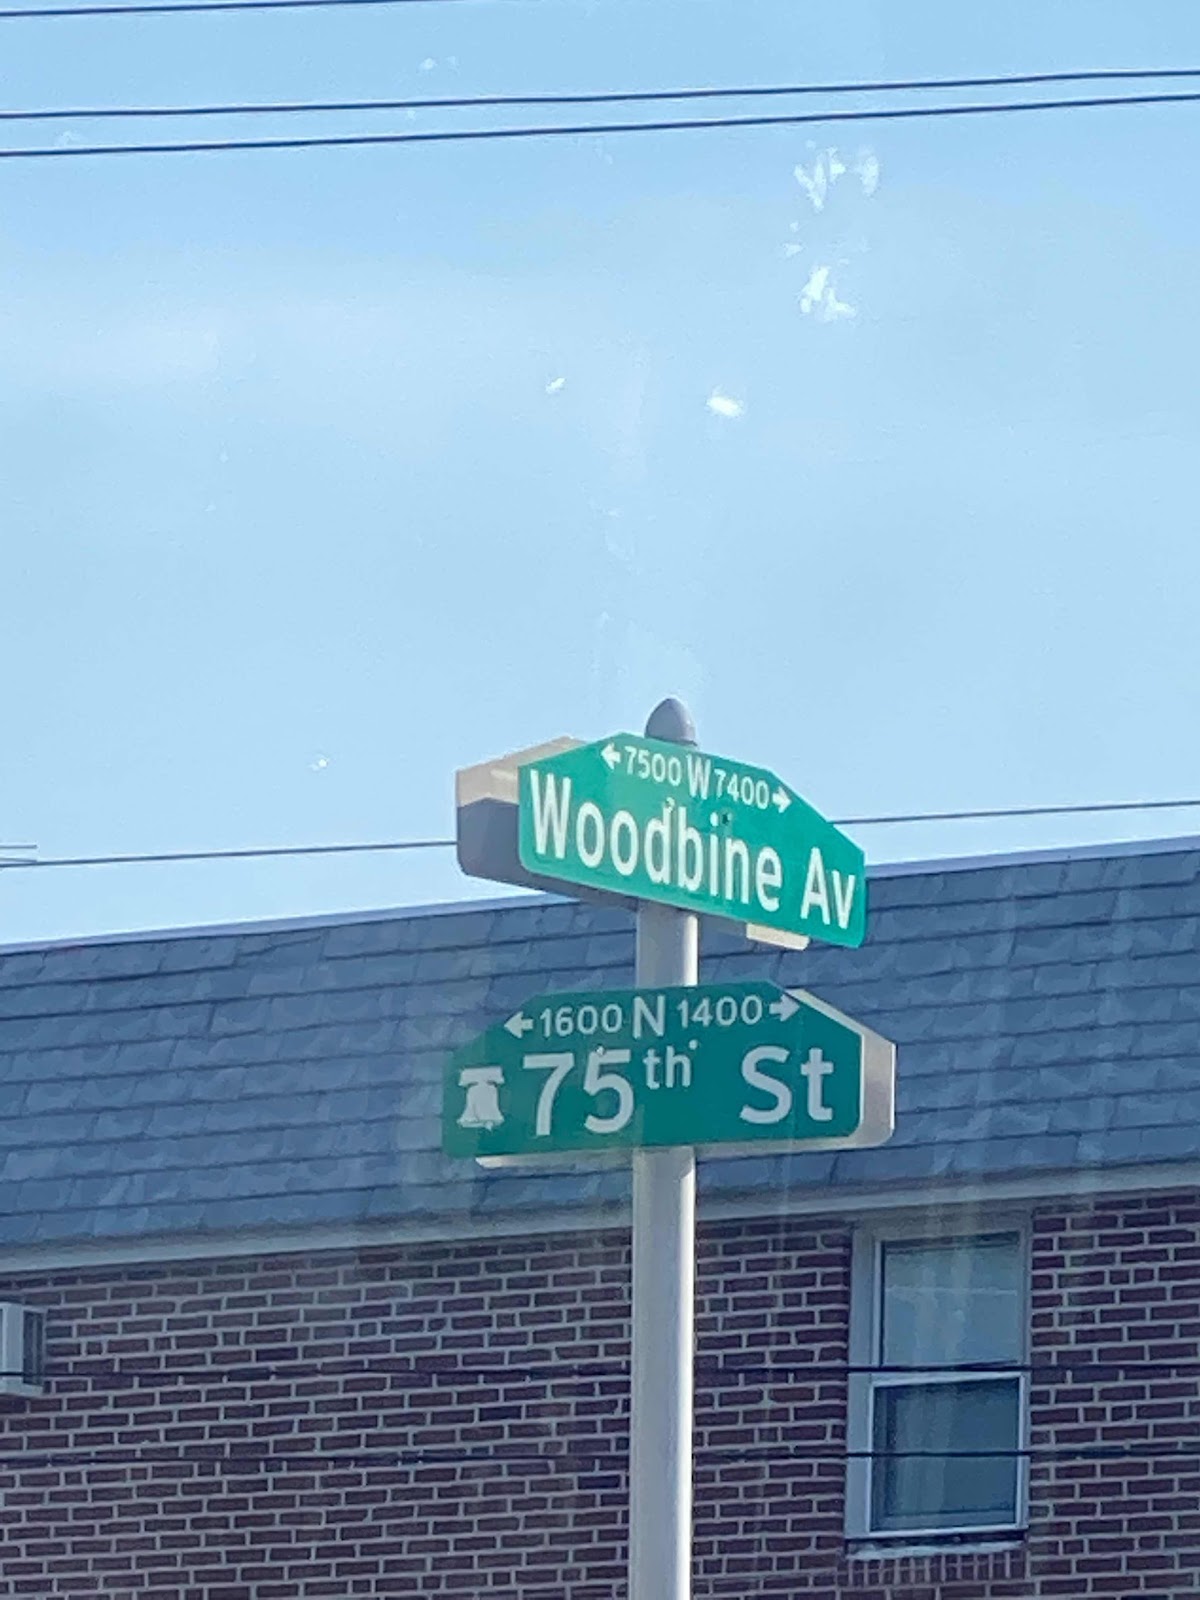 ←7500 W 7400→
Woodbine Av
←1600 N 1400→
75th St